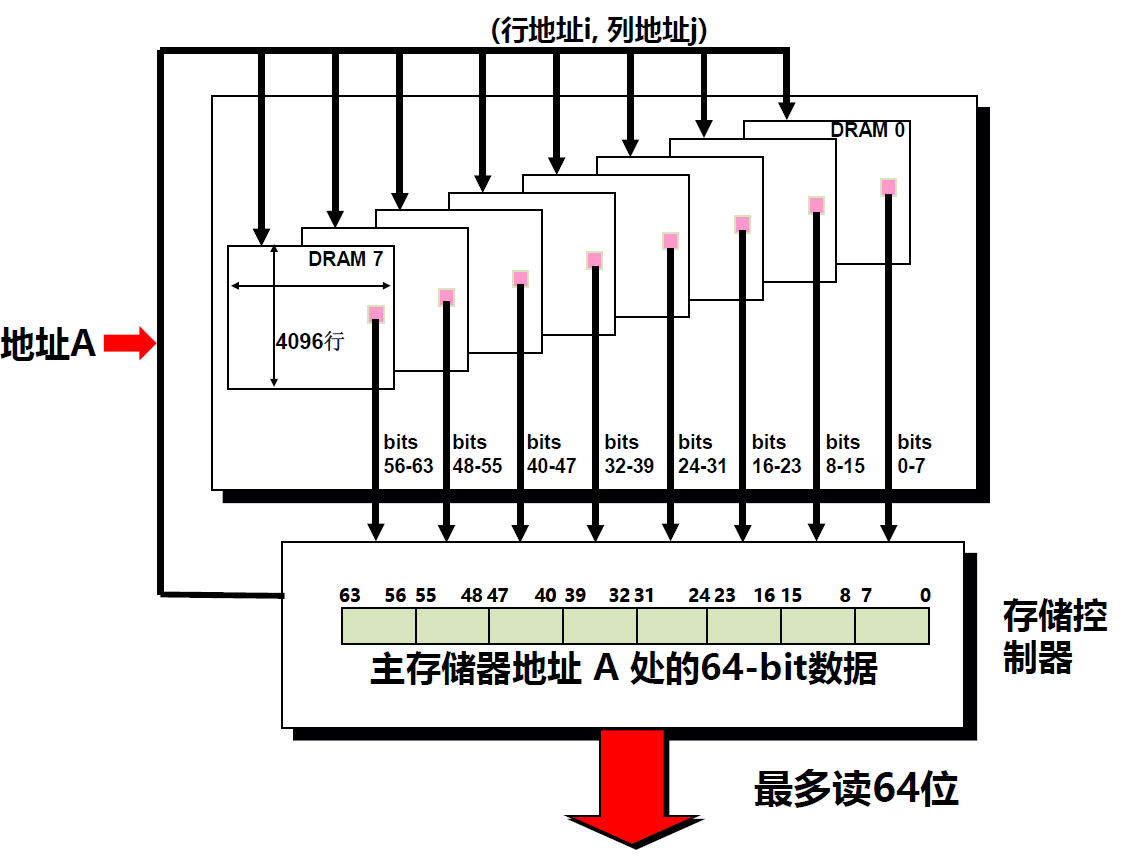 (行地址i, 列地址j)
DRAM 0
DRAM 7
4096行
地址A
bits
56-63
bits
48-55
bits
40-47
bits
32-39
bits
24-31
bits
16-23
bits
8-15
bits
0-7
63 56 55 48 47 40 39 32 31 24 23 16 15 8 7 0
主存储器地址 A 处的64-bit数据
存储控
制器
最多读64位